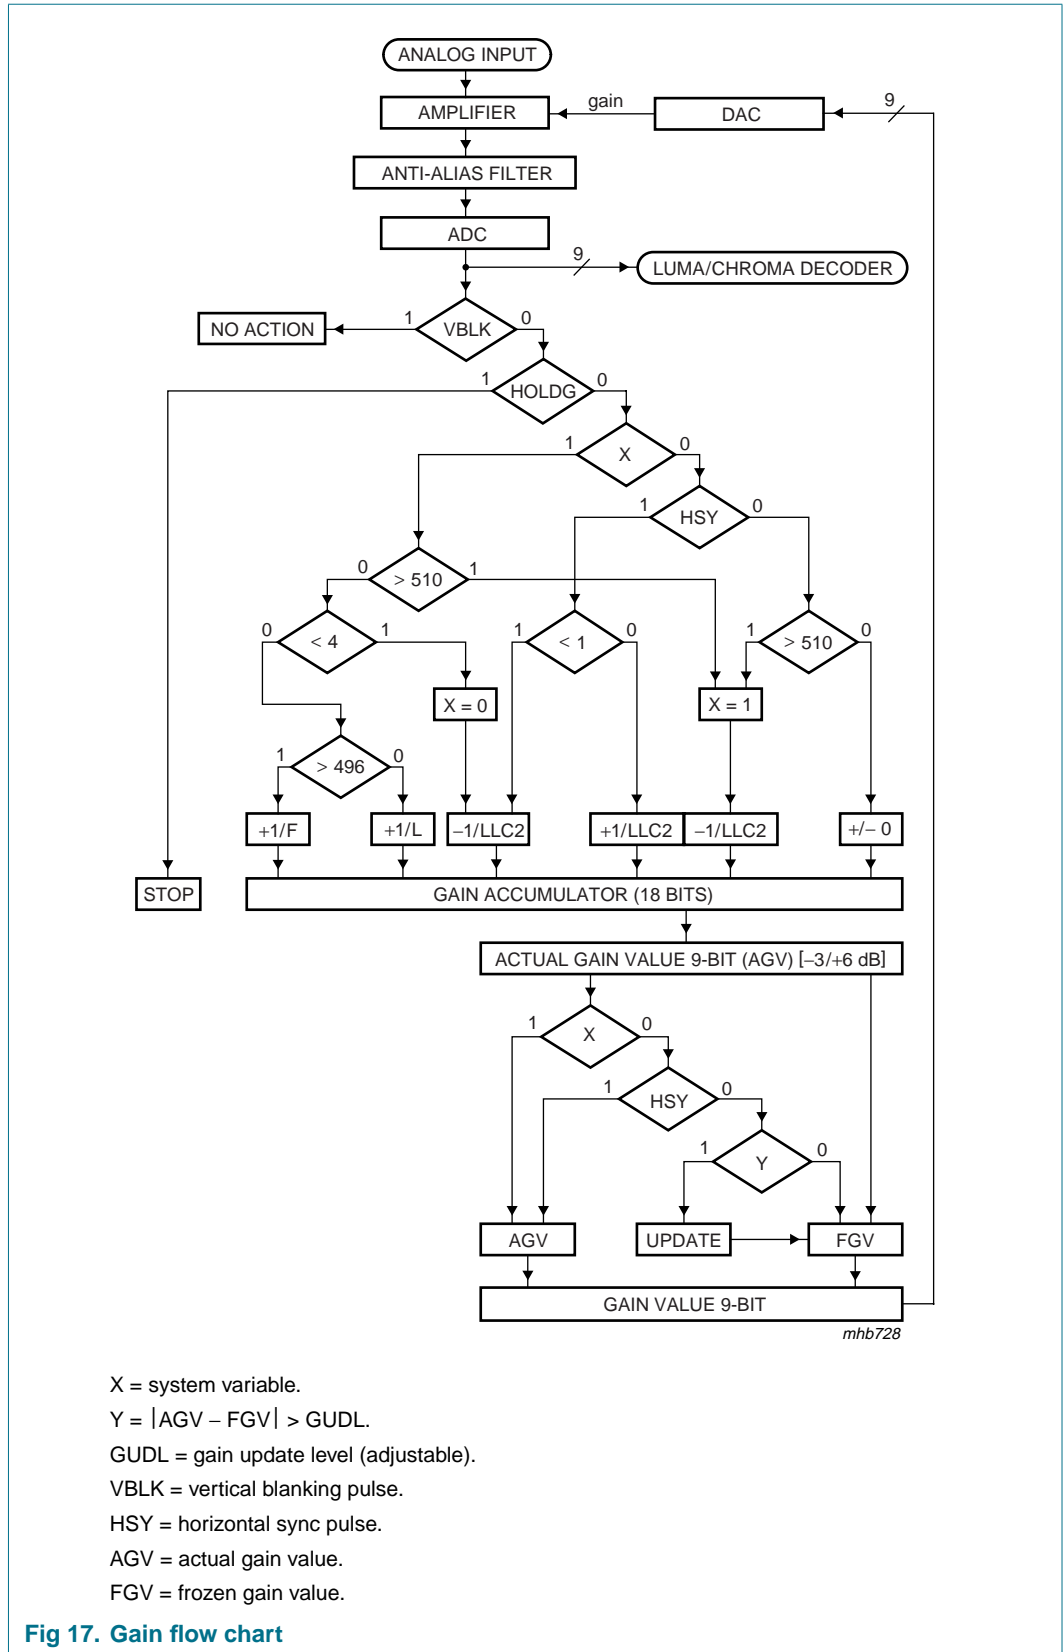 ANALOG INPUT
AMPLIFIER
gain
DAC
9
ANTI-ALIAS FILTER
ADC
9
LUMA/CHROMA DECODER
NO ACTION
1
VBLK
0
1
HOLDG
0
1
X
0
1
HSY
0
0
> 510
1
0
< 4
1
1
< 1
0
1
> 510
0
X = 0
X = 1
1
> 496
0
+1/F
+1/L
−1/LLC2
+1/LLC2
−1/LLC2
+/− 0
STOP
GAIN ACCUMULATOR (18 BITS)
ACTUAL GAIN VALUE 9-BIT (AGV) [−3/+6 dB]
1
X
0
1
HSY
0
1
Y
0
AGV
UPDATE
FGV
GAIN VALUE 9-BIT
mhb728
X = system variable.
Y = |AGV − FGV| > GUDL.
GUDL = gain update level (adjustable).
VBLK = vertical blanking pulse.
HSY = horizontal sync pulse.
AGV = actual gain value.
FGV = frozen gain value.
Fig 17. Gain flow chart